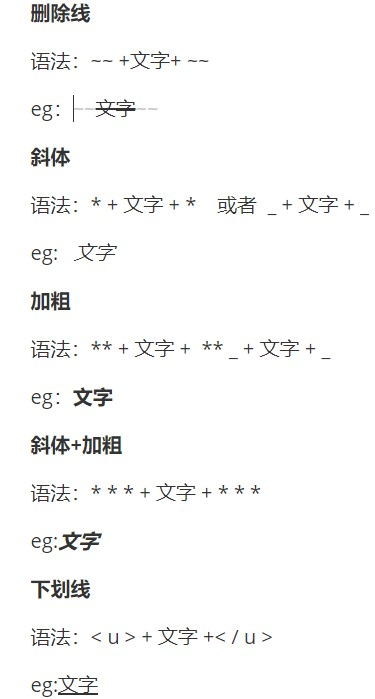 删除线
语法：~~ +文字+ ~~
eg：~~ 文字 ~~
斜体
语法：* + 文字 + * 或者 _ + 文字 + _
eg: 文字
加粗
语法：** + 文字 + ** _ + 文字 + _
eg：文字
斜体+加粗
语法：* * * + 文字 + * * *
eg:文字
下划线
语法：< u > + 文字 +< / u >
eg:文字